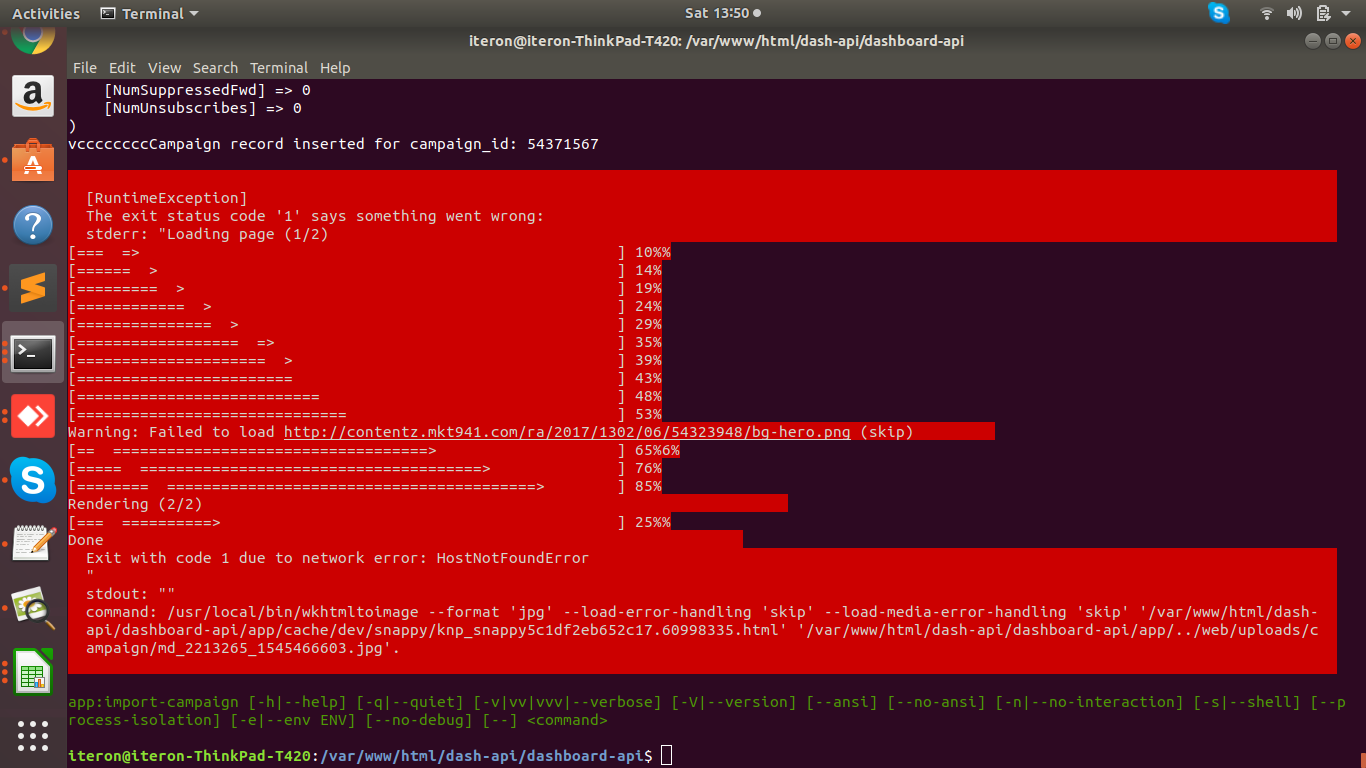 Activities Terminal Sat 13:50
iteron@iteron-ThinkPad-T420: /var/www/html/dash-api/dashboard-api
File Edit View Search Terminal Help
[NumSuppressedFwd] => 0
[NumUnsubscribes] => 0
)
vccccccccCampaign record inserted for campaign_id: 54371567
[RuntimeException]
The exit status code '1' says something went wrong:
stderr: "Loading page (1/2)
[===  =>                                                     ] 10%%
[======  >                                                   ] 14%
[=========  >                                                ] 19%
[============  >                                             ] 24%
[===============  >                                          ] 29%
[==================  =>                                      ] 35%
[=====================  >                                    ] 39%
[========================                                    ] 43%
[===========================                                 ] 48%
[==============================                              ] 53%
Warning: Failed to load http://contentz.mkt941.com/ra/2017/1302/06/54323948/bg-hero.png (skip)
[==  ===================================>                    ] 65%6%
[=====  ======================================>              ] 76%
[========  =========================================>        ] 85%
Rendering (2/2)
[===  ==========>                                            ] 25%%
Done
Exit with code 1 due to network error: HostNotFoundError
"
stdout: ""
command: /usr/local/bin/wkhtmltoimage --format 'jpg' --load-error-handling 'skip' --load-media-error-handling 'skip' '/var/www/html/dash-
api/dashboard-api/app/cache/dev/snappy/knp_snappy5c1df2eb652c17.60998335.html' '/var/www/html/dash-api/dashboard-api/app/../web/uploads/c
ampaign/md_2213265_1545466603.jpg'.
app:import-campaign [-h|--help] [-q|--quiet] [-v|vv|vvv|--verbose] [-V|--version] [--ansi] [--no-ansi] [-n|--no-interaction] [-s|--shell] [--p
rocess-isolation] [-e|--env ENV] [--no-debug] [--] <command>
iteron@iteron-ThinkPad-T420:/var/www/html/dash-api/dashboard-api$